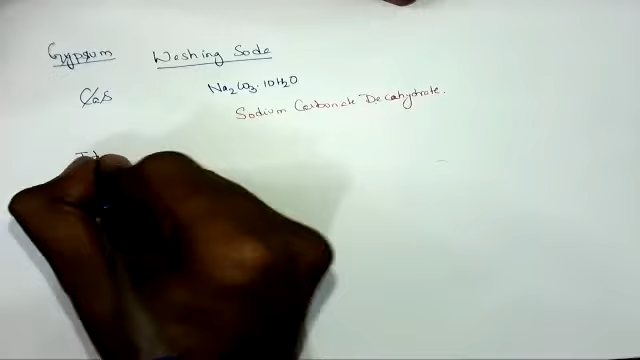 Gypsum Washing Soda
CaS Na₂CO₃.10H₂O
Sodium Carbonate Decahydrate.